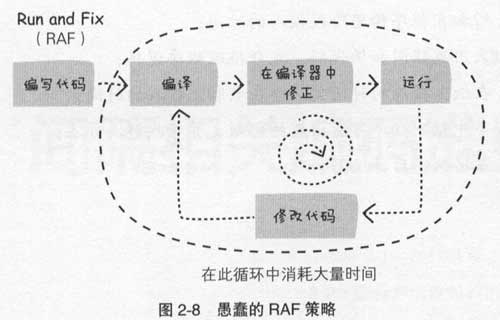 Run and Fix
(RAF)
编写代码
编译
在编译器中
修正
运行
修改代码
在此循环中消耗大量时间
图 2-8 愚蠢的 RAF 策略